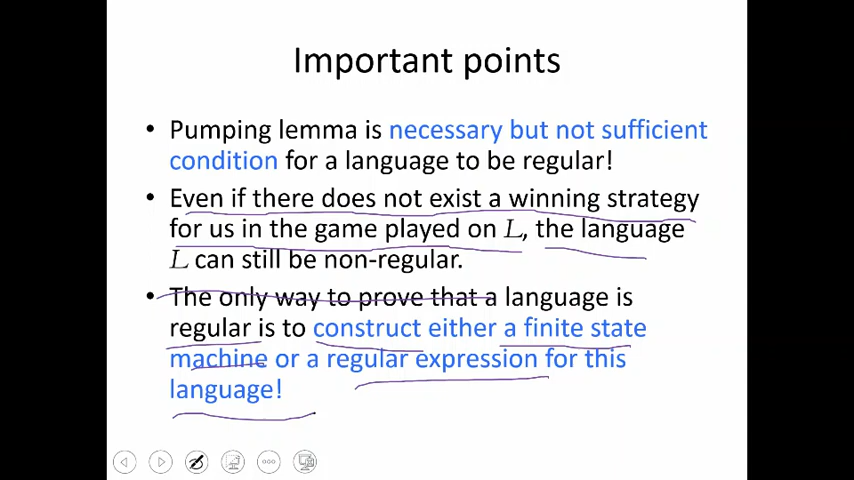 Important points
• Pumping lemma is necessary but not sufficient
condition for a language to be regular!
• Even if there does not exist a winning strategy
for us in the game played on L, the language
L can still be non-regular.
• The only way to prove that a language is
regular is to construct either a finite state
machine or a regular expression for this
language!